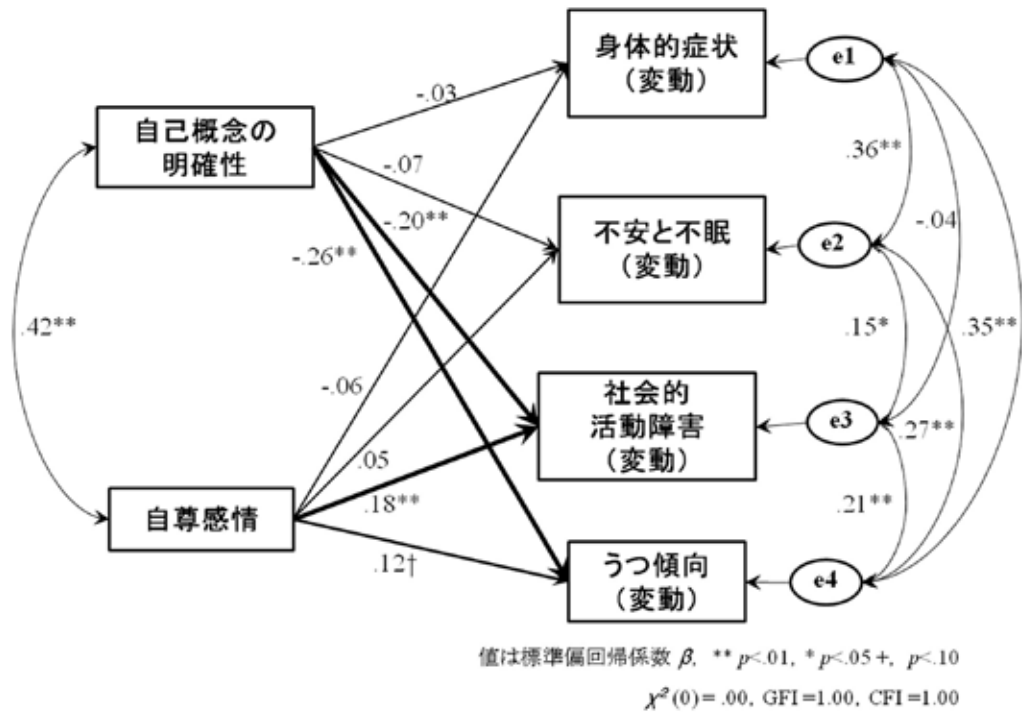 身体的症状
(変動)
e1
-.03
自己概念の
明確性
.36**
-.07
-.20**
不安と不眠
(変動)
e2
-.04
-.26**
.42**
.15*
.35**
-.06
社会的
活動障害
(変動)
e3
.27**
.05
.18**
自尊感情
.21**
.12†
うつ傾向
(変動)
e4
値は標準偏回帰係数 β, ** p<.01, * p<.05 +, p<.10
χ²(0) = .00, GFI=1.00, CFI=1.00